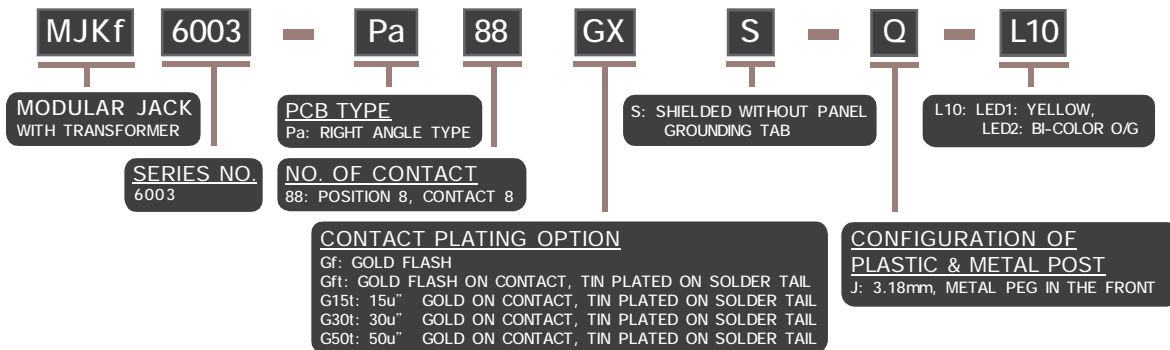 MJKf 6003 - Pa 88 GX S - Q - L10
MODULAR JACK
WITH TRANSFORMER
SERIES NO.
6003
PCB TYPE
Pa: RIGHT ANGLE TYPE
NO. OF CONTACT
88: POSITION 8, CONTACT 8
CONTACT PLATING OPTION
Gf: GOLD FLASH
Gft: GOLD FLASH ON CONTACT, TIN PLATED ON SOLDER TAIL
G15t: 15u" GOLD ON CONTACT, TIN PLATED ON SOLDER TAIL
G30t: 30u" GOLD ON CONTACT, TIN PLATED ON SOLDER TAIL
G50t: 50u" GOLD ON CONTACT, TIN PLATED ON SOLDER TAIL
S: SHIELDED WITHOUT PANEL
GROUNDING TAB
CONFIGURATION OF
PLASTIC & METAL POST
J: 3.18mm, METAL PEG IN THE FRONT
L10: LED1: YELLOW,
LED2: BI-COLOR O/G